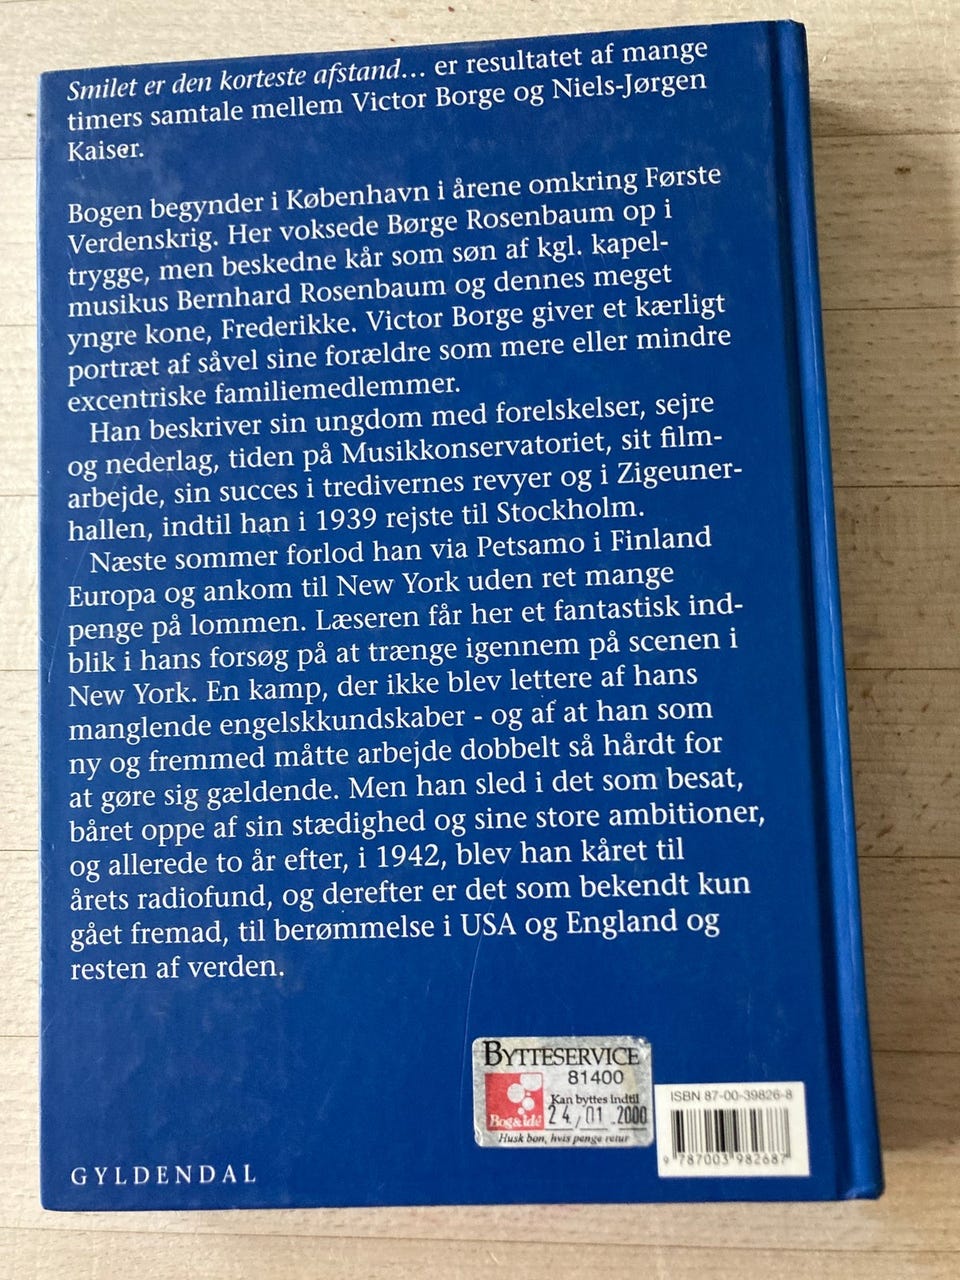 Smilet er den korteste afstand... er resultatet af mange
timers samtale mellem Victor Borge og Niels-Jørgen
Kaiser.
Bogen begynder i København i årene omkring Første
Verdenskrig. Her voksede Børge Rosenbaum op i
trygge, men beskedne kår som søn af kgl. kapel-
musikus Bernhard Rosenbaum og dennes meget
yngre kone, Frederikke. Victor Borge giver et kærligt
portræt af såvel sine forældre som mere eller mindre
excentriske familiemedlemmer.
Han beskriver sin ungdom med forelskelser, sejre
og nederlag, tiden på Musikkonservatoriet, sit film-
arbejde, sin succes i tredivernes revyer og i Zigeuner-
hallen, indtil han i 1939 rejste til Stockholm.
Næste sommer forlod han via Petsamo i Finland
Europa og ankom til New York uden ret mange
penge på lommen. Læseren får her et fantastisk ind-
blik i hans forsøg på at trænge igennem på scenen i
New York. En kamp, der ikke blev lettere af hans
manglende engelskkundskaber - og af at han som
ny og fremmed måtte arbejde dobbelt så hårdt for
at gøre sig gældende. Men han sled i det som besat,
båret oppe af sin stædighed og sine store ambitioner,
og allerede to år efter, i 1942, blev han kåret til
årets radiofund, og derefter er det som bekendt kun
gået fremad, til berømmelse i USA og England og
resten af verden.
BYTTESERVICE
81400
Kan byttes indtil
24/01.2000
Bog&idé
Husk bon, hvis penge retur
ISBN 87-00-39826-8
9 787003 982687
GYLDENDAL